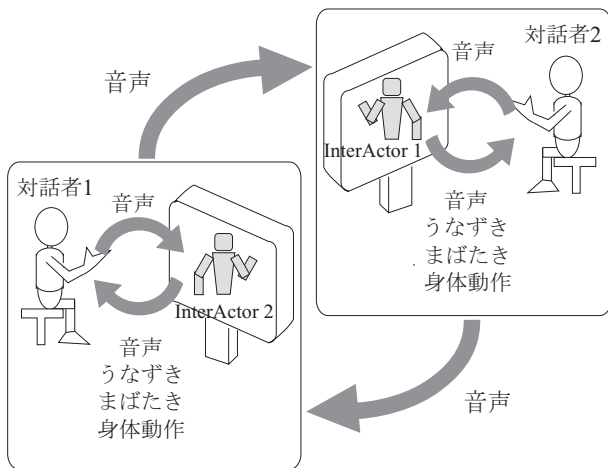 音声
対話者2
音声
InterActor 1
音声
うなずき
まばたき
身体動作
対話者1
音声
InterActor 2
音声
うなずき
まばたき
身体動作
音声